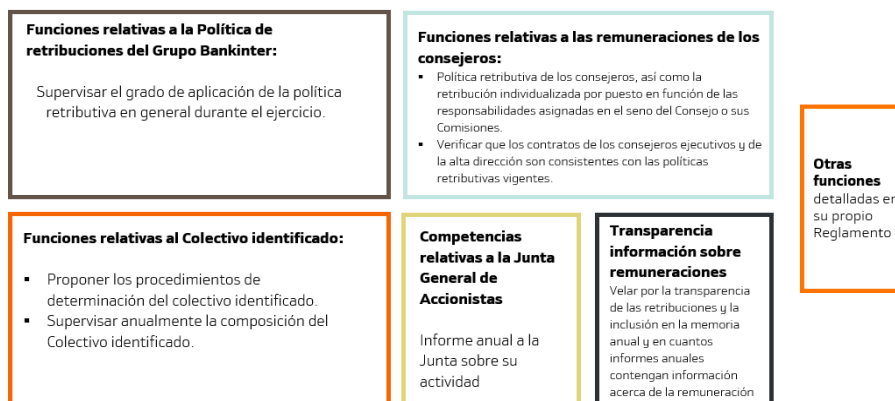 Funciones relativas a la Política de
retribuciones del Grupo Bankinter:
Supervisar el grado de aplicación de la política
retributiva en general durante el ejercicio.
Funciones relativas a las remuneraciones de los
consejeros:
▪ Política retributiva de los consejeros, así como la
retribución individualizada por puesto en función de las
responsabilidades asignadas en el seno del Consejo o sus
Comisiones.
▪ Verificar que los contratos de los consejeros ejecutivos y de
la alta dirección son consistentes con las políticas
retributivas vigentes.
Otras
funciones
detalladas en
su propio
Reglamento
Funciones relativas al Colectivo identificado:
▪ Proponer los procedimientos de
determinación del colectivo identificado.
▪ Supervisar anualmente la composición del
Colectivo identificado.
Competencias
relativas a la Junta
General de
Accionistas
Informe anual a la
Junta sobre su
actividad
Transparencia
información sobre
remuneraciones
Velar por la transparencia
de las retribuciones y la
inclusión en la memoria
anual y en cuantos
informes anuales
contengan información
acerca de la remuneración